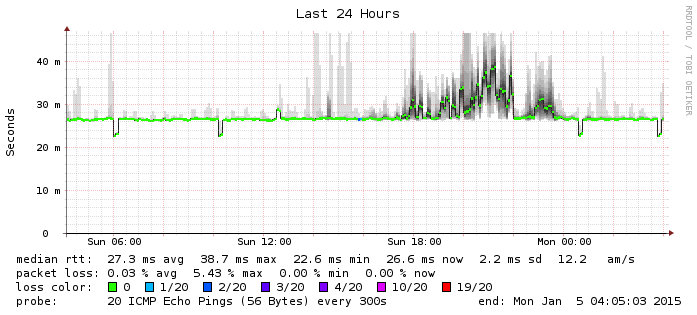 Last 24 Hours
RRDTOOL / TOBI OETIKER
Seconds
40 m
30 m
20 m
10 m
0
Sun 06:00 Sun 12:00 Sun 18:00 Mon 00:00
median rtt: 27.3 ms avg 38.7 ms max 22.6 ms min 26.6 ms now 2.2 ms sd 12.2 am/s
packet loss: 0.03 % avg 5.43 % max 0.00 % min 0.00 % now
loss color: 0 1/20 2/20 3/20 4/20 10/20 19/20
probe: 20 ICMP Echo Pings (56 Bytes) every 300s end: Mon Jan 5 04:05:03 2015